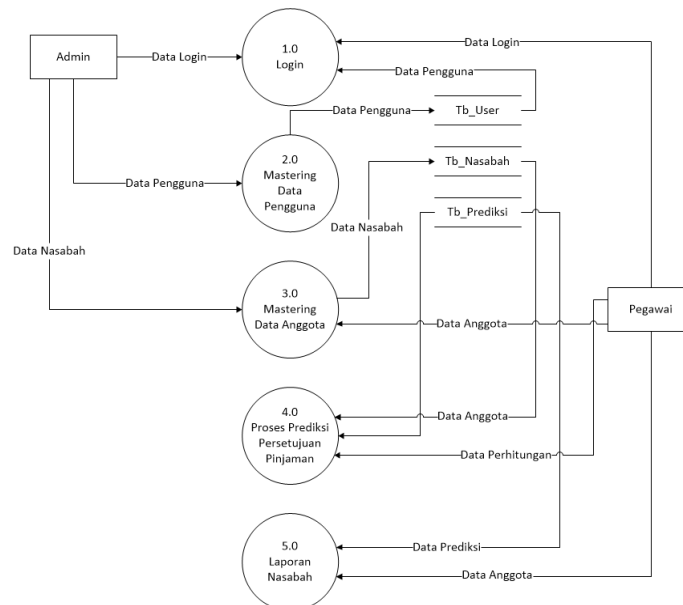 1.0
Login
Data Login
Admin
Data Login
Data Pengguna
Data Pengguna
Tb_User
2.0
Mastering
Data
Pengguna
Tb_Nasabah
Data Pengguna
Tb_Prediksi
Data Nasabah
Data Nasabah
3.0
Mastering
Data Anggota
Pegawai
Data Anggota
4.0
Proses Prediksi
Persetujuan
Pinjaman
Data Anggota
Data Perhitungan
5.0
Laporan
Nasabah
Data Prediksi
Data Anggota